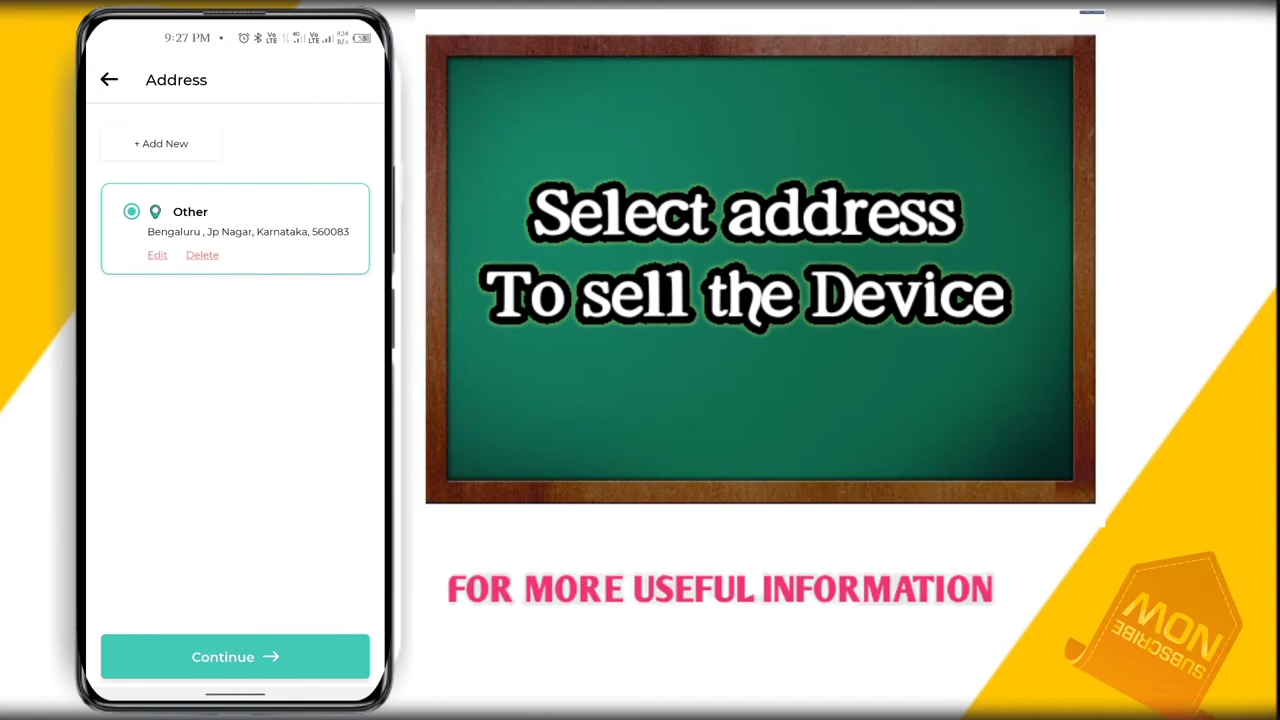 9:27 PM •
Address
+ Add New
Other
Bengaluru , Jp Nagar, Karnataka, 560083
Edit Delete
Continue →
Select address
To sell the Device
FOR MORE USEFUL INFORMATION
SUBSCRIBE
NOW